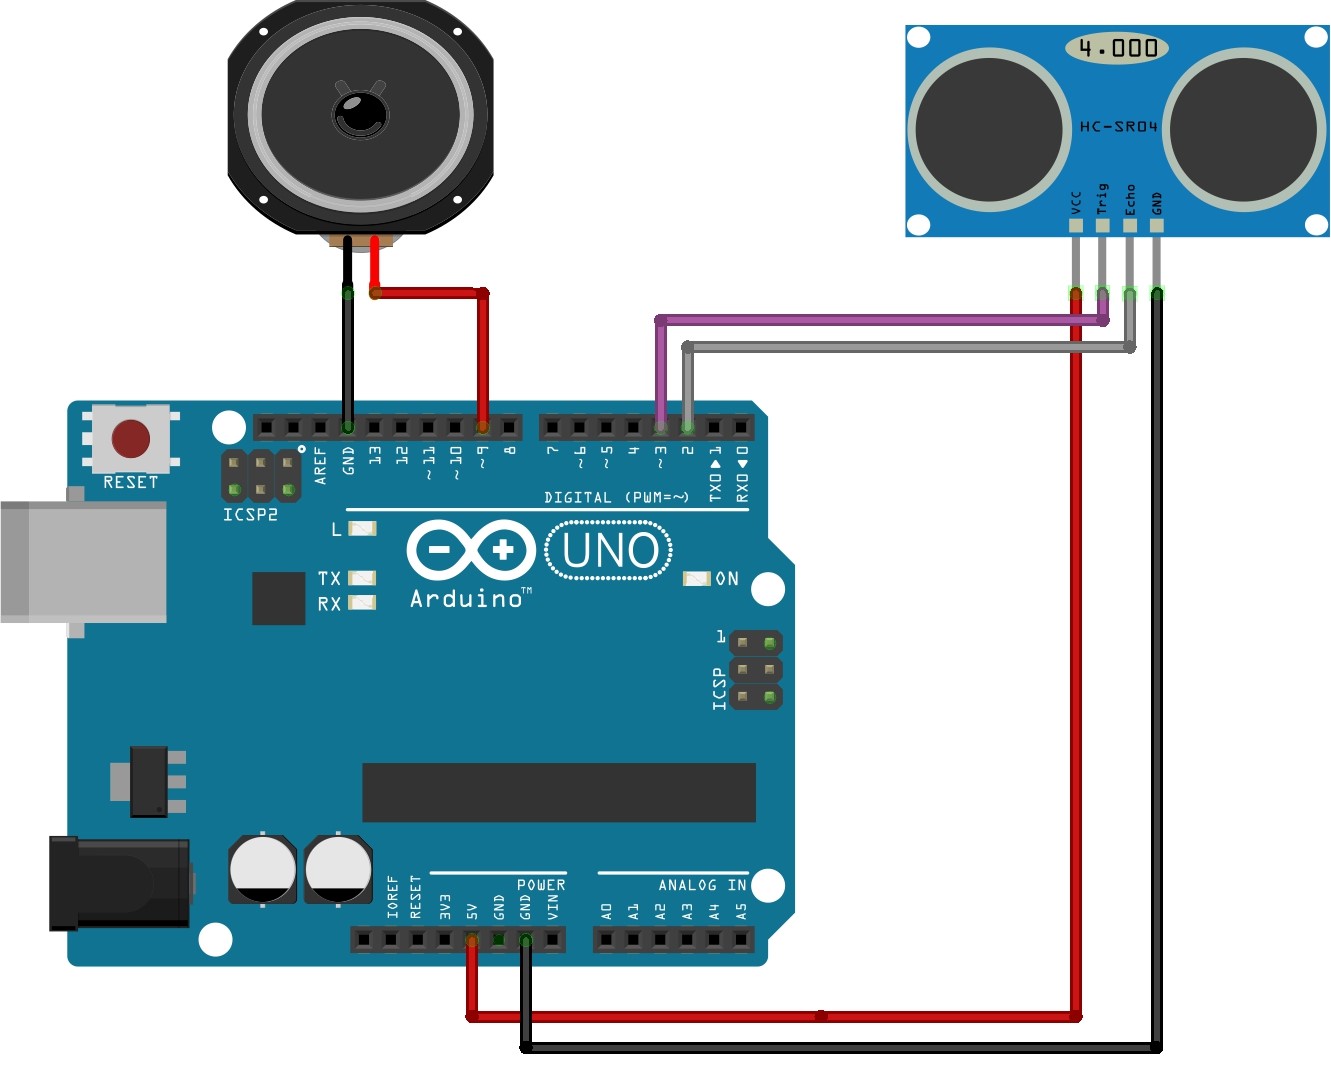 4.000
HC-SR04
VCC
Trig
Echo
GND
RESET
ICSP2
AREF
GND
13
12
~11
~10
~9
8
7
~6
~5
4
~3
2
TX0▶1
RX0◀0
DIGITAL (PWM=~)
L
TX
RX
UNO
Arduino™
ON
1
ICSP
POWER
ANALOG IN
IOREF
RESET
3V3
5V
GND
GND
VIN
A0
A1
A2
A3
A4
A5